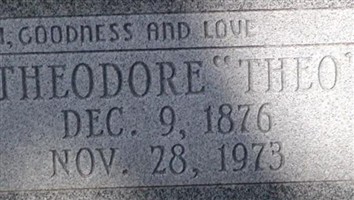 GOODNESS AND LOVE
THEODORE "THEO"
DEC. 9, 1876
NOV. 28, 1973